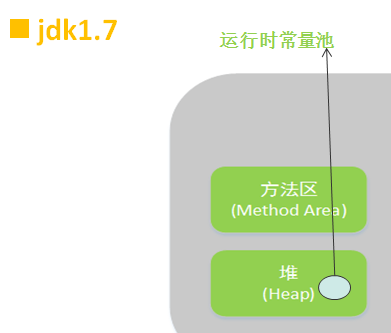 jdk1.7
运行时常量池
方法区
(Method Area)
堆
(Heap)